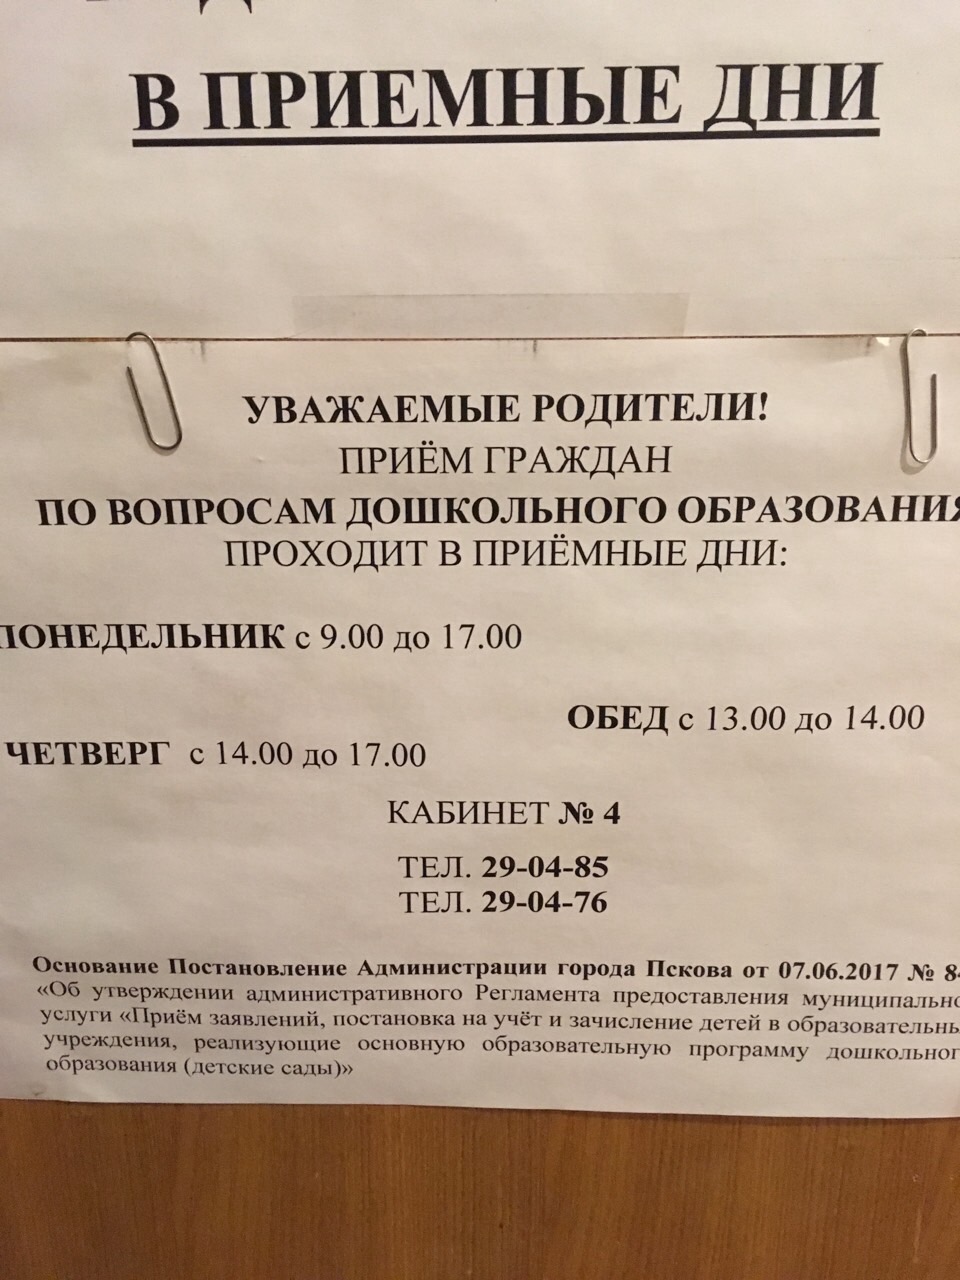 В ПРИЕМНЫЕ ДНИ
УВАЖАЕМЫЕ РОДИТЕЛИ!
ПРИЁМ ГРАЖДАН
ПО ВОПРОСАМ ДОШКОЛЬНОГО ОБРАЗОВАНИЯ
ПРОХОДИТ В ПРИЁМНЫЕ ДНИ:
ПОНЕДЕЛЬНИК с 9.00 до 17.00
ОБЕД с 13.00 до 14.00
ЧЕТВЕРГ с 14.00 до 17.00
КАБИНЕТ № 4
ТЕЛ. 29-04-85
ТЕЛ. 29-04-76
Основание Постановление Администрации города Пскова от 07.06.2017 №
«Об утверждении административного Регламента предоставления муниципально
услуги «Приём заявлений, постановка на учёт и зачисление детей в образовательны
учреждения, реализующие основную образовательную программу дошкольног
образования (детские сады)»